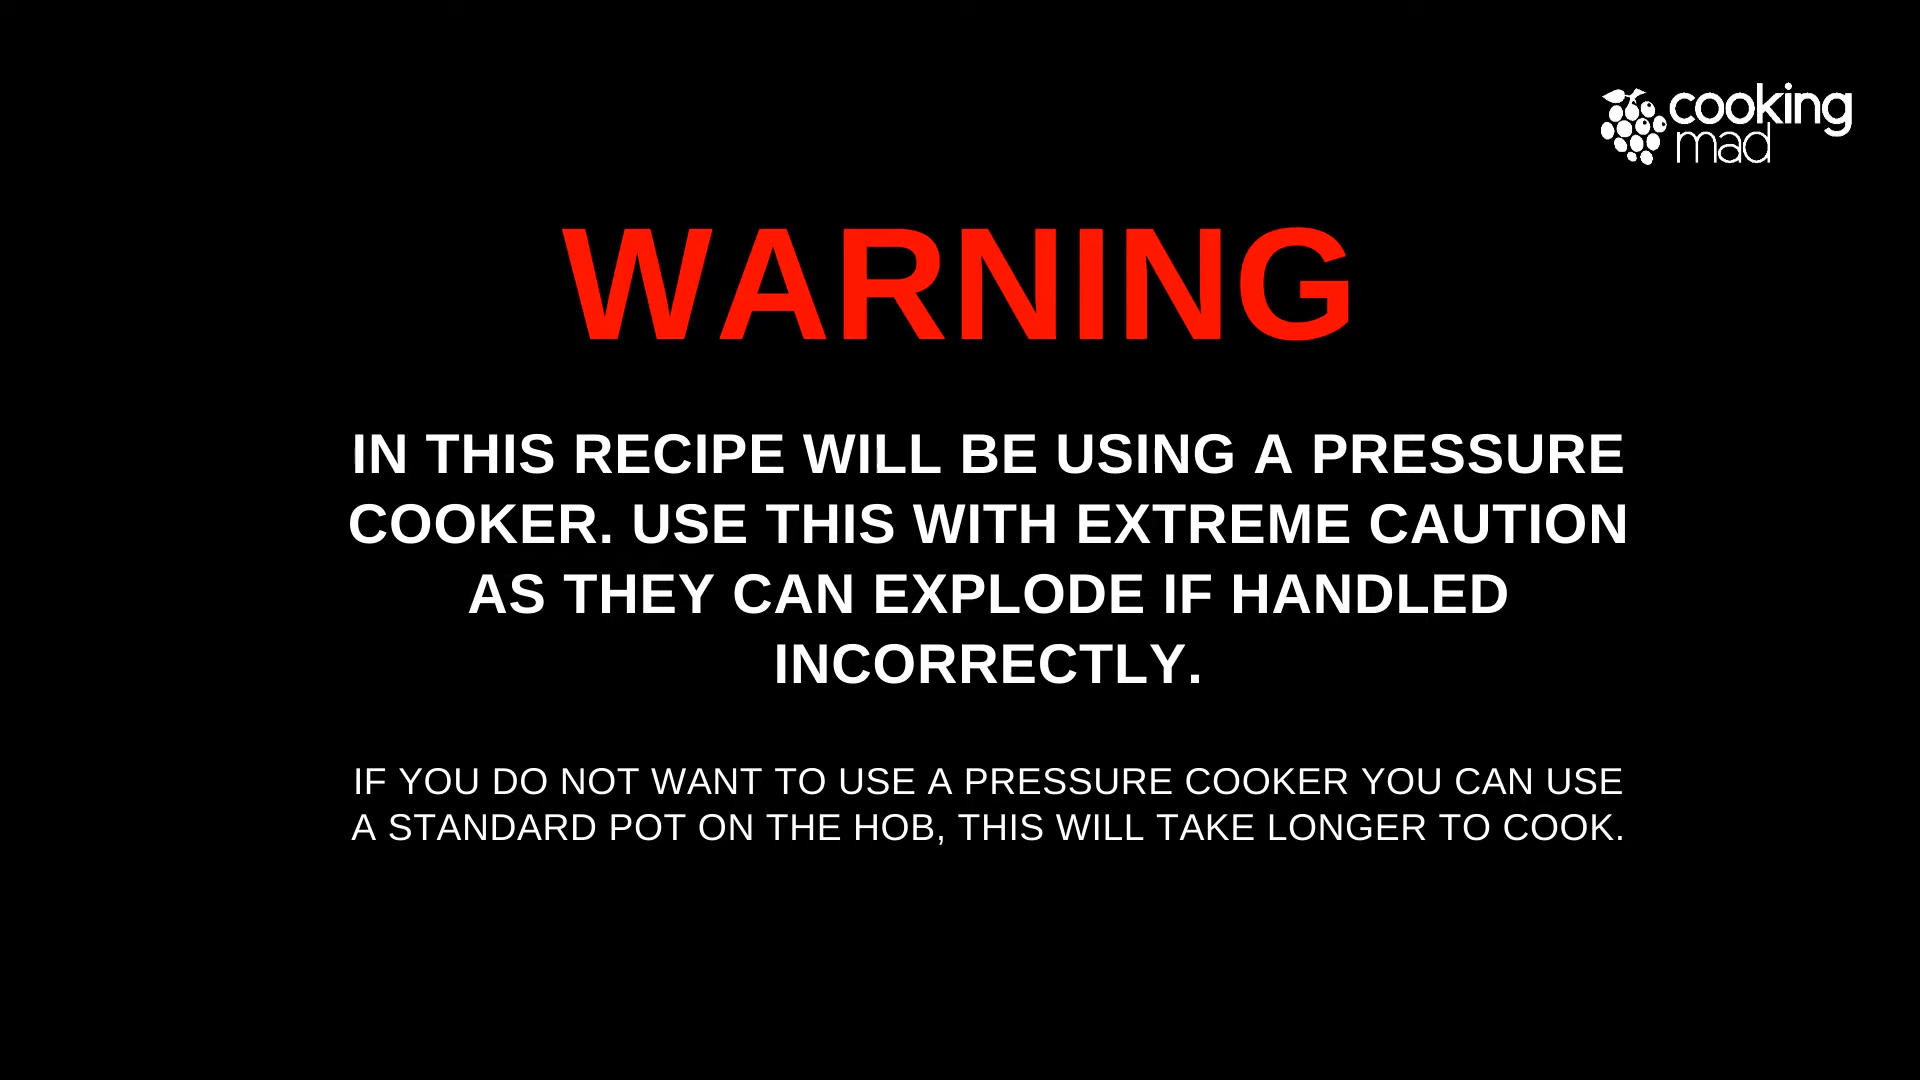 cooking
mad
WARNING
IN THIS RECIPE WILL BE USING A PRESSURE
COOKER. USE THIS WITH EXTREME CAUTION
AS THEY CAN EXPLODE IF HANDLED
INCORRECTLY.
IF YOU DO NOT WANT TO USE A PRESSURE COOKER YOU CAN USE
A STANDARD POT ON THE HOB, THIS WILL TAKE LONGER TO COOK.